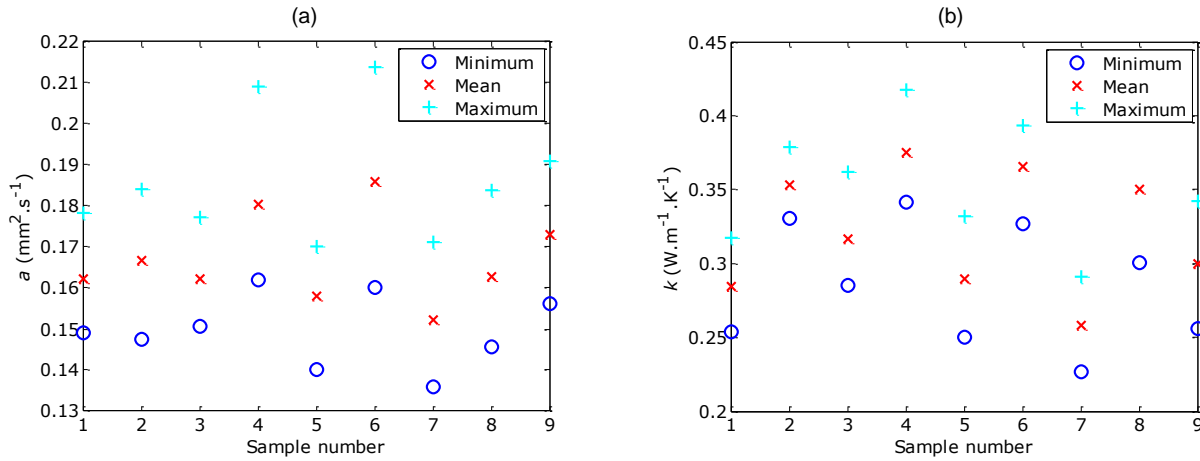 (a)
0.22
0.21
0.2
0.19
0.18
0.17
0.16
0.15
0.14
0.13
a (mm².s⁻¹)
1 2 3 4 5 6 7 8 9
Sample number
Minimum
Mean
Maximum
(b)
0.45
0.4
0.35
0.3
0.25
0.2
k (W.m⁻¹.K⁻¹)
1 2 3 4 5 6 7 8 9
Sample number
Minimum
Mean
Maximum